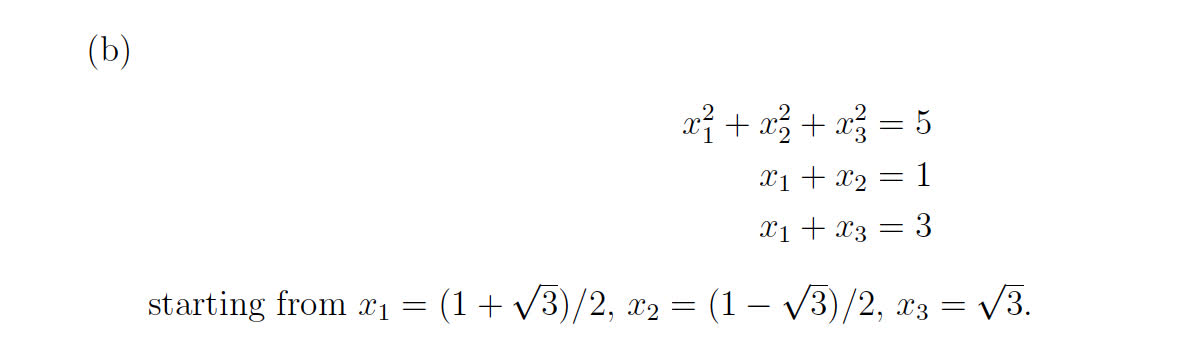 (b)
x₁² + x₂² + x₃² = 5
x₁ + x₂ = 1
x₁ + x₃ = 3
starting from x₁ = (1 + √3)/2, x₂ = (1 − √3)/2, x₃ = √3.